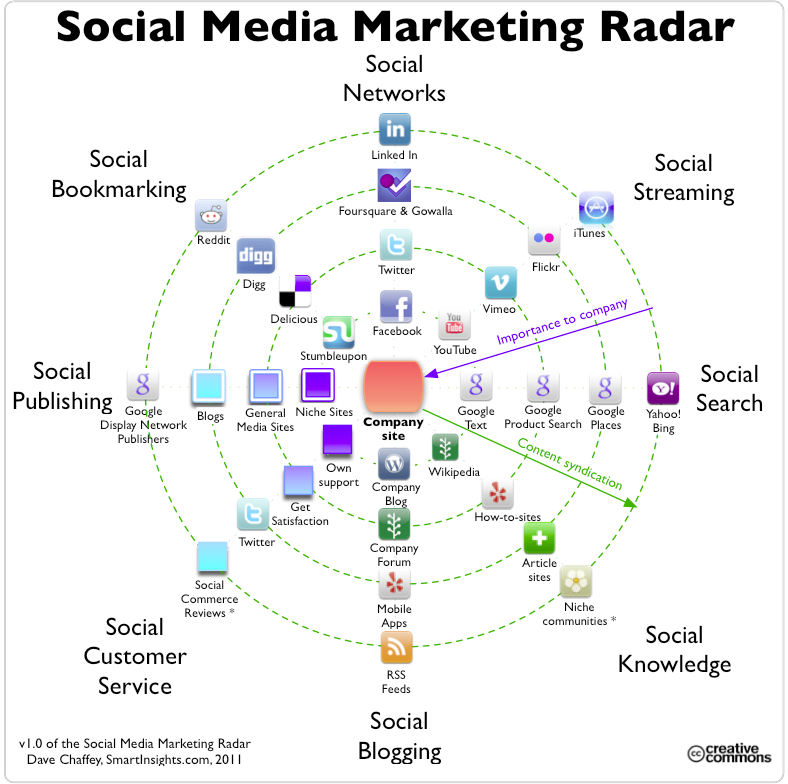 Social Media Marketing Radar
Social
Networks
in
Linked In
Social
Bookmarking
Social
Streaming
Foursquare & Gowalla
Reddit
iTunes
digg
Digg
Flickr
Twitter
Delicious
Vimeo
Facebook
You
Tube
YouTube
Stumbleupon
Importance to company
Social
Publishing
Google
Display Network
Publishers
Blogs
General
Media Sites
Niche Sites
Company
site
Google
Text
Google
Product Search
Google
Places
Yahoo!
Bing
Social
Search
Own
support
Company
Blog
Wikipedia
Content syndication
Get
Satisfaction
How-to-sites
Twitter
Company
Forum
Article
sites
Social
Commerce
Reviews *
Mobile
Apps
Niche
communities *
Social
Customer
Service
RSS
Feeds
Social
Knowledge
Social
Blogging
v1.0 of the Social Media Marketing Radar
Dave Chaffey, SmartInsights.com, 2011
cc creative
commons